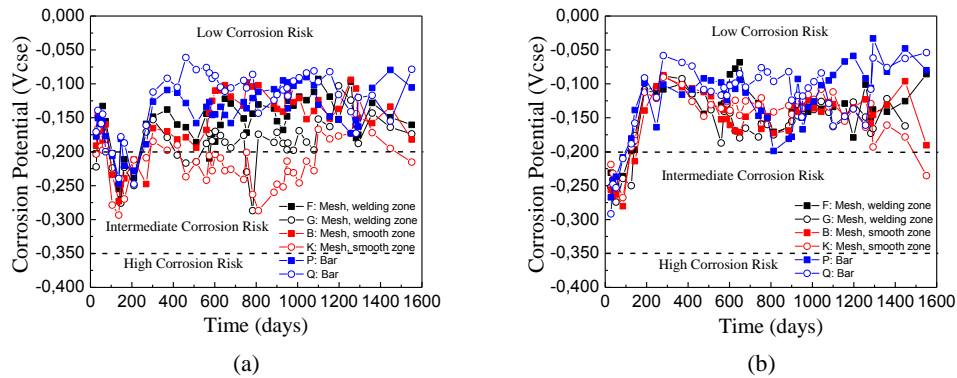 Corrosion Potential (Vcse)
0,000
-0,050
-0,100
-0,150
-0,200
-0,250
-0,300
-0,350
-0,400
Low Corrosion Risk
Intermediate Corrosion Risk
High Corrosion Risk
F: Mesh, welding zone
G: Mesh, welding zone
B: Mesh, smooth zone
K: Mesh, smooth zone
P: Bar
Q: Bar
0 200 400 600 800 1000 1200 1400 1600
Time (days)
(a)
Corrosion Potential (Vcse)
0,000
-0,050
-0,100
-0,150
-0,200
-0,250
-0,300
-0,350
-0,400
Low Corrosion Risk
Intermediate Corrosion Risk
High Corrosion Risk
F: Mesh, welding zone
G: Mesh, welding zone
B: Mesh, smooth zone
K: Mesh, smooth zone
P: Bar
Q: Bar
0 200 400 600 800 1000 1200 1400 1600
Time (days)
(b)